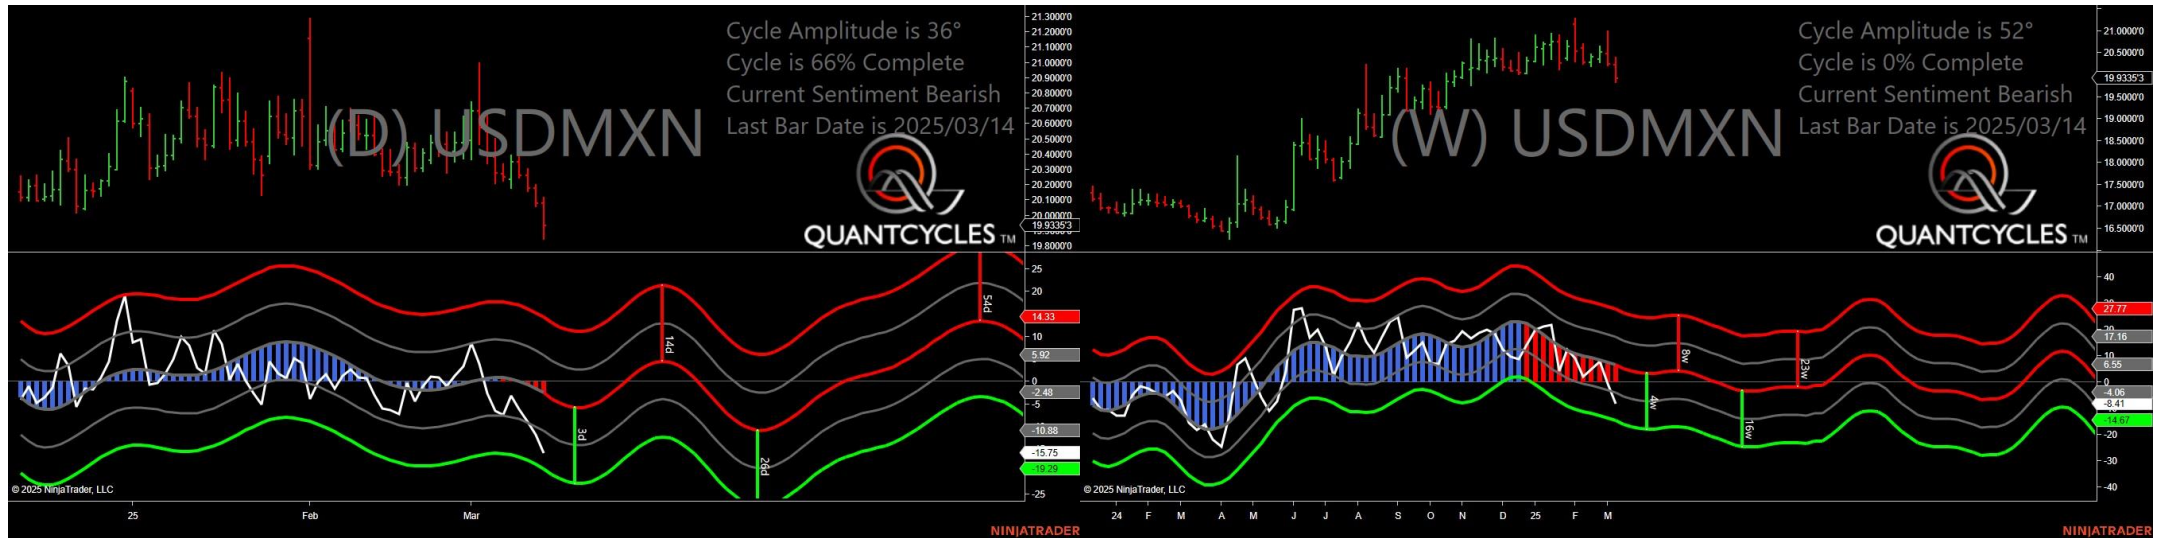 Cycle Amplitude is 36°
Cycle is 66% Complete
Current Sentiment Bearish
Last Bar Date is 2025/03/14
(D) USDMXN
QUANTCYCLES TM
21.3000'0
21.2000'0
21.1000'0
21.0000'0
20.9000'0
20.7000'0
20.6000'0
20.5000'0
20.4000'0
20.3000'0
20.2000'0
20.1000'0
20.0000'0
19.9335'3
19.8000'0
25
20
14.33
10
5.92
0
-2.48
-5
-10.88
-15.75
-19.29
-25
3d
14d
26d
54d
© 2025 NinjaTrader, LLC
25
Feb
Mar
NINJATRADER
Cycle Amplitude is 52°
Cycle is 0% Complete
Current Sentiment Bearish
Last Bar Date is 2025/03/14
(W) USDMXN
QUANTCYCLES TM
21.0000'0
20.5000'0
19.9335'3
19.5000'0
19.0000'0
18.5000'0
18.0000'0
17.5000'0
17.0000'0
16.5000'0
40
27.77
17.16
10
6.55
0
-4.06
-8.41
-14.67
-20
-30
-40
4w
8w
16w
23w
© 2025 NinjaTrader, LLC
24
F
M
A
M
J
J
A
S
O
N
D
25
F
M
NINJATRADER